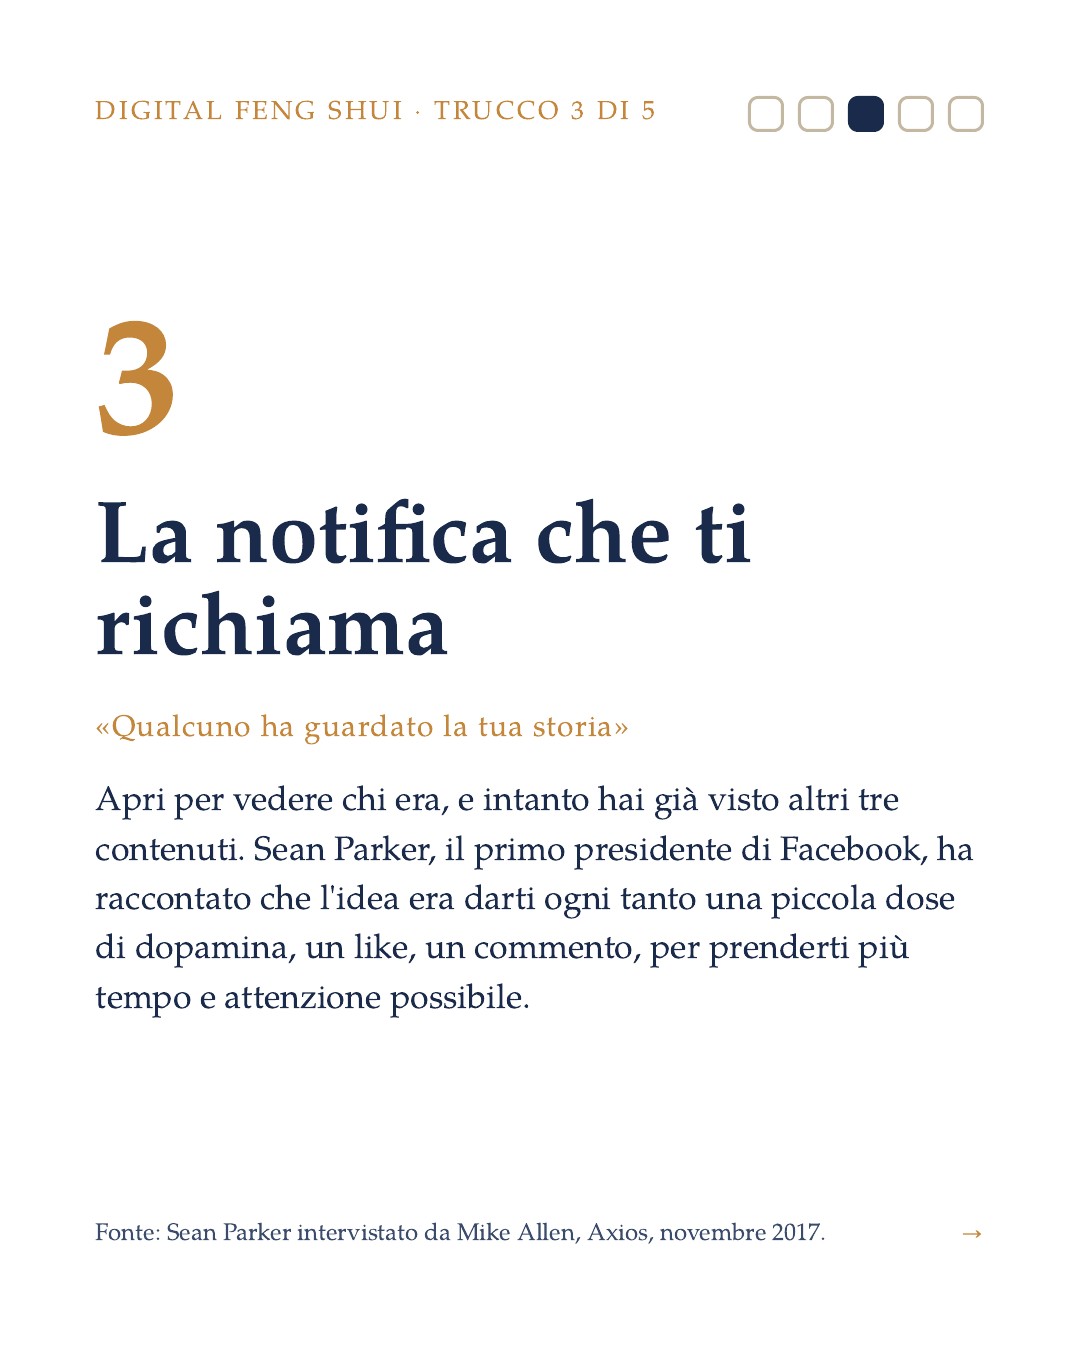 DIGITAL FENG SHUI · TRUCCO 3 DI 5
3
La notifica che ti
richiama
«Qualcuno ha guardato la tua storia»
Apri per vedere chi era, e intanto hai già visto altri tre
contenuti. Sean Parker, il primo presidente di Facebook, ha
raccontato che l'idea era darti ogni tanto una piccola dose
di dopamina, un like, un commento, per prenderti più
tempo e attenzione possibile.
Fonte: Sean Parker intervistato da Mike Allen, Axios, novembre 2017. →